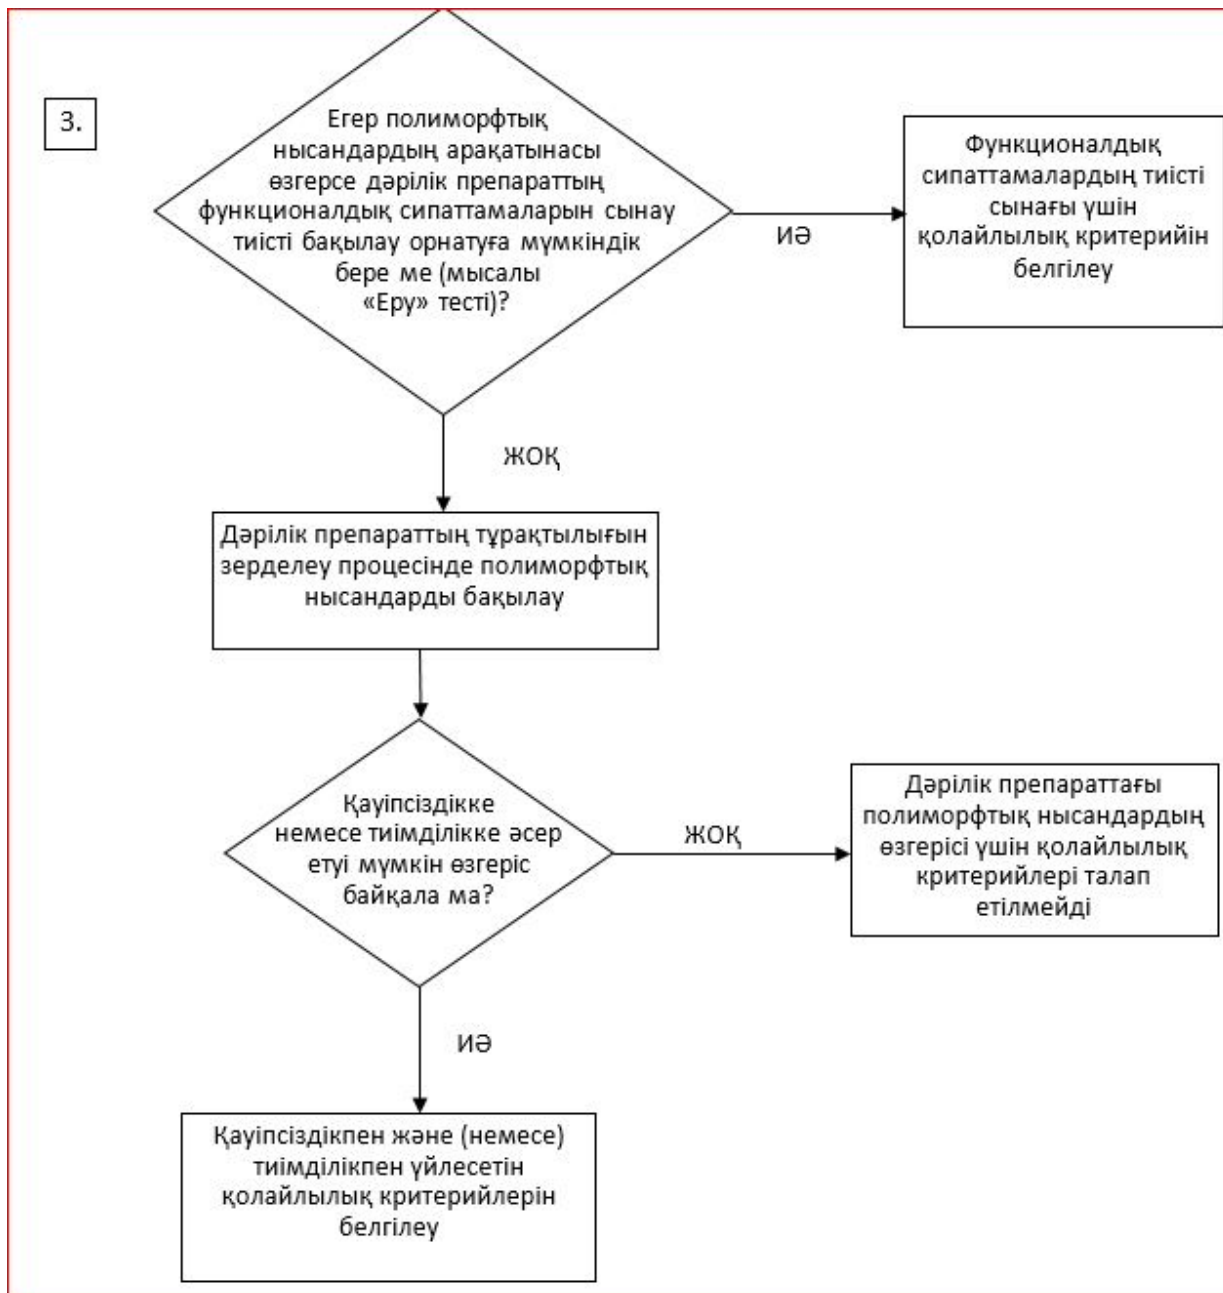 3.
Егер полиморфтық
нысандардың арақатынасы
өзгерсе дәрілік препараттың
функционалдық сипаттамаларын сынау
тиісті бақылау орнатуға мүмкіндік
бере ме (мысалы
«Еру» тесті)?
ИӘ
Функционалдық
сипаттамалардың тиісті
сынағы үшін
қолайлылық критерийін
белгілеу
ЖОҚ
Дәрілік препараттың тұрақтылығын
зерделеу процесінде полиморфтық
нысандарды бақылау
Қауіпсіздікке
немесе тиімділікке әсер
етуі мүмкін өзгеріс
байқала ма?
ЖОҚ
Дәрілік препараттағы
полиморфтық нысандардың
өзгерісі үшін қолайлылық
критерийлері талап
етілмейді
ИӘ
Қауіпсіздікпен және (немесе)
тиімділікпен үйлесетін
қолайлылық критерийлерін
белгілеу